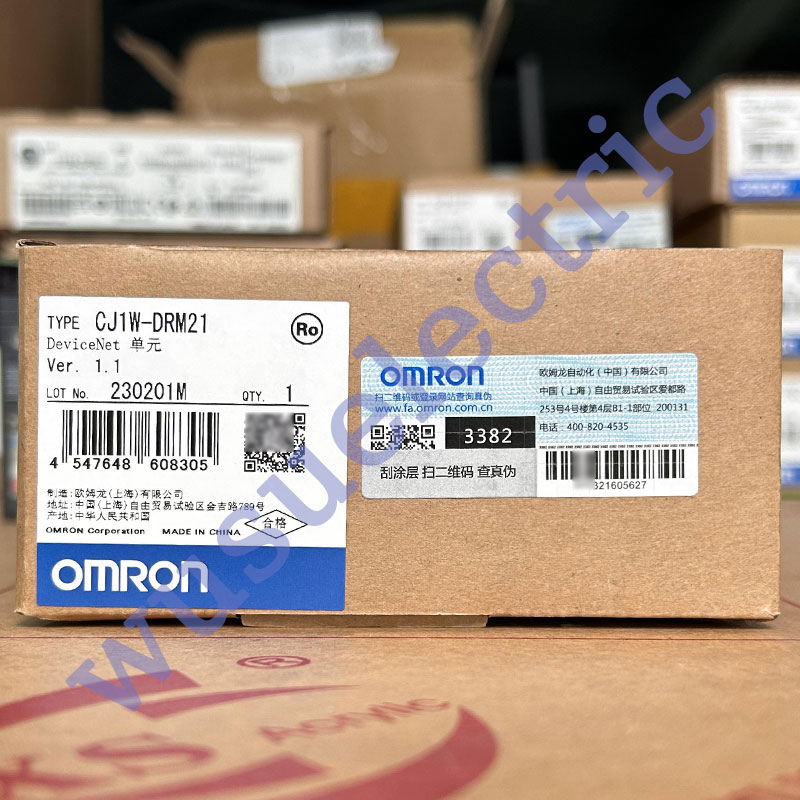 TYPE CJ1W-DRM21
Ro
DeviceNet 单元
Ver. 1.1
LOT No. 230201M QTY. 1
4 547648 608305
制造:欧姆龙(上海)有限公司
地址:中国(上海)自由贸易试验区金吉路789号
产地:中华人民共和国
合格
OMRON Corporation MADE IN CHINA
OMRON
OMRON
扫二维码或登录网站查询真伪
www.fa.omron.com.cn
3382
刮涂层 扫二维码 查真伪
欧姆龙自动化（中国）有限公司
中国（上海）自由贸易试验区爱都路
253号4号楼第4层B1-1部位 200131
电话：400-820-4535
321605627
OMRON
wusuelectric
®
XS Acrylic